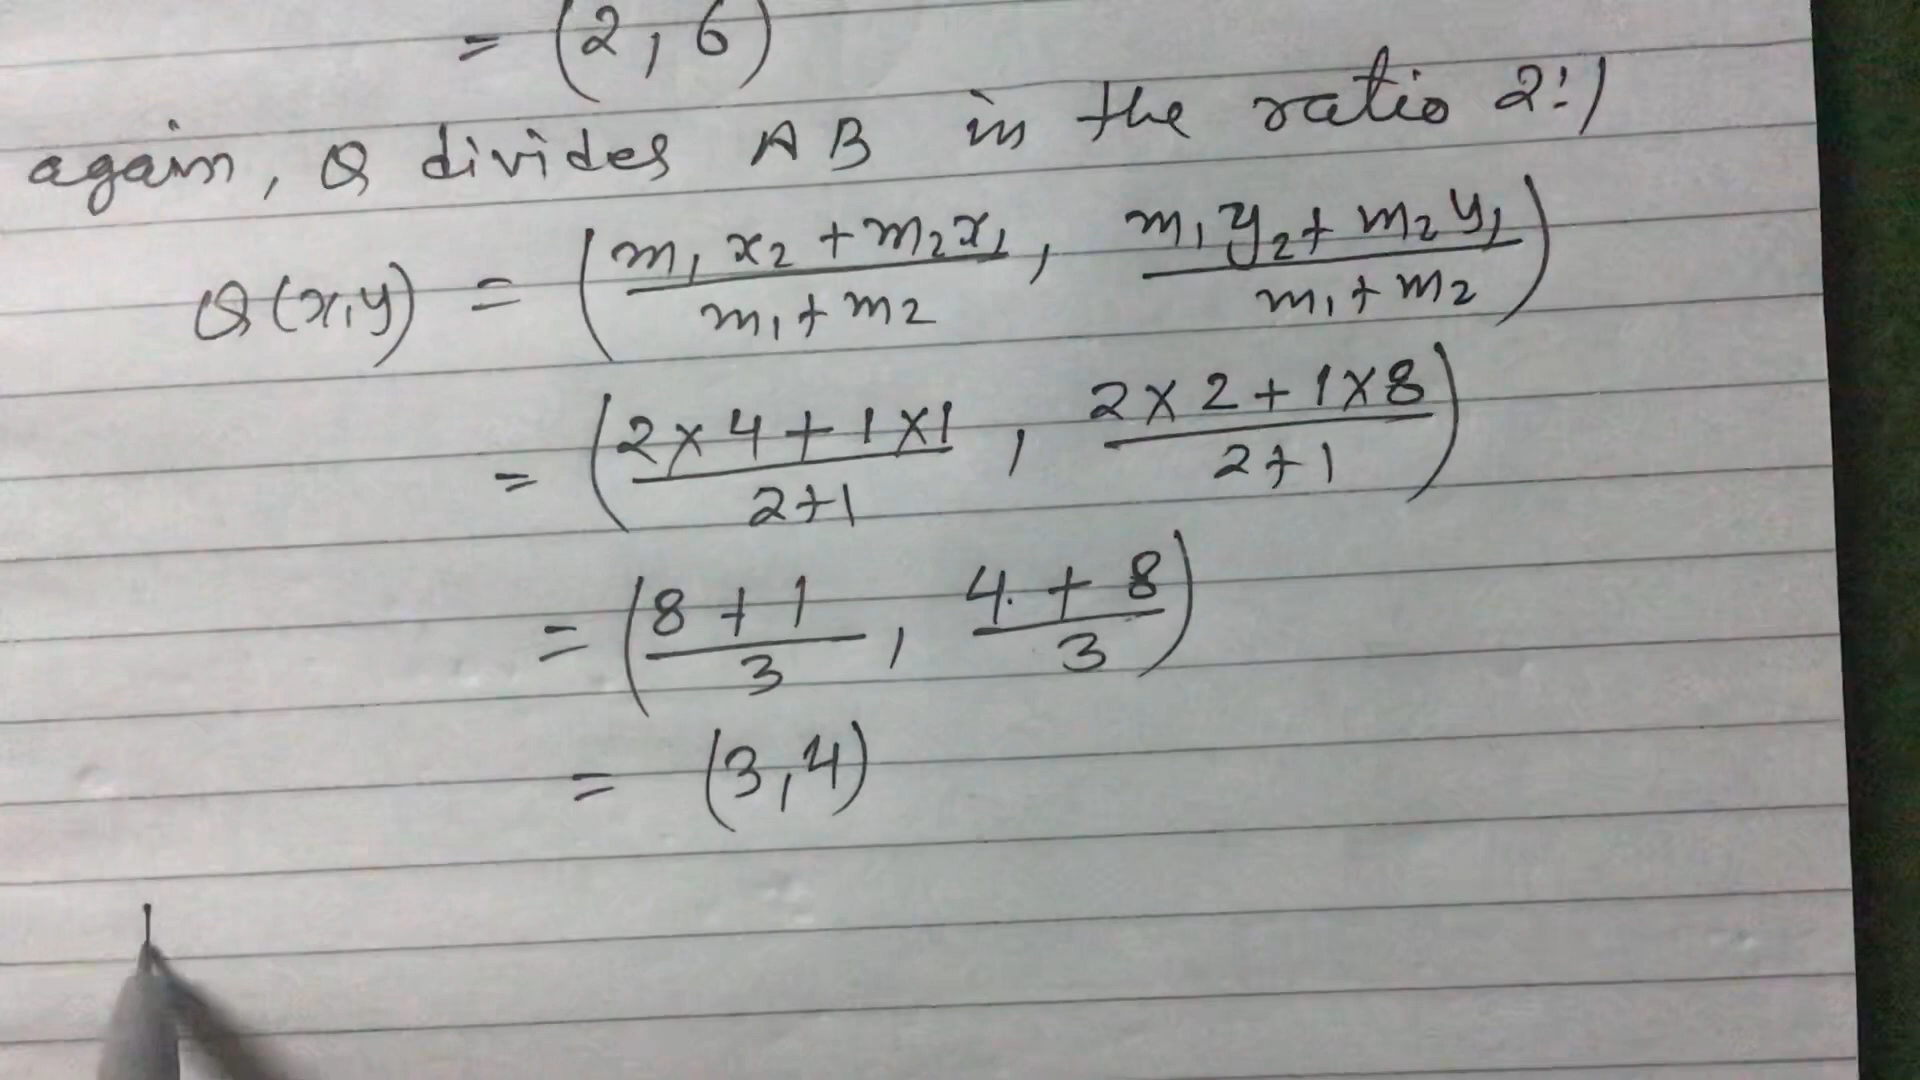 = (2, 6)
again, Q divides AB in the ratio 2:1
Q(x,y) = ( m₁x₂ + m₂x₁ / m₁ + m₂ , m₁y₂ + m₂y₁ / m₁ + m₂ )
= ( 2×4 + 1×1 / 2+1 , 2×2 + 1×8 / 2+1 )
= ( 8 + 1 / 3 , 4 + 8 / 3 )
= (3,4)